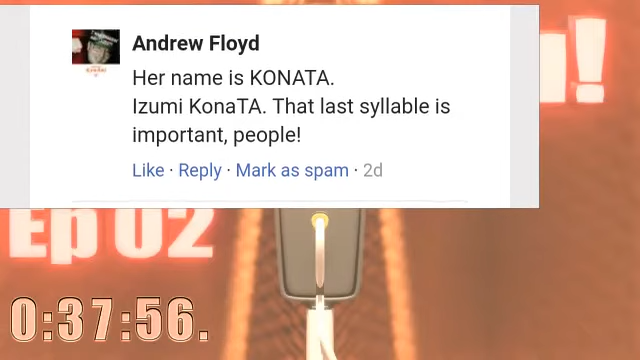 Andrew Floyd
Her name is KONATA.
Izumi KonaTA. That last syllable is
important, people!
Like · Reply · Mark as spam · 2d
!
Ep 02
0:37:56.